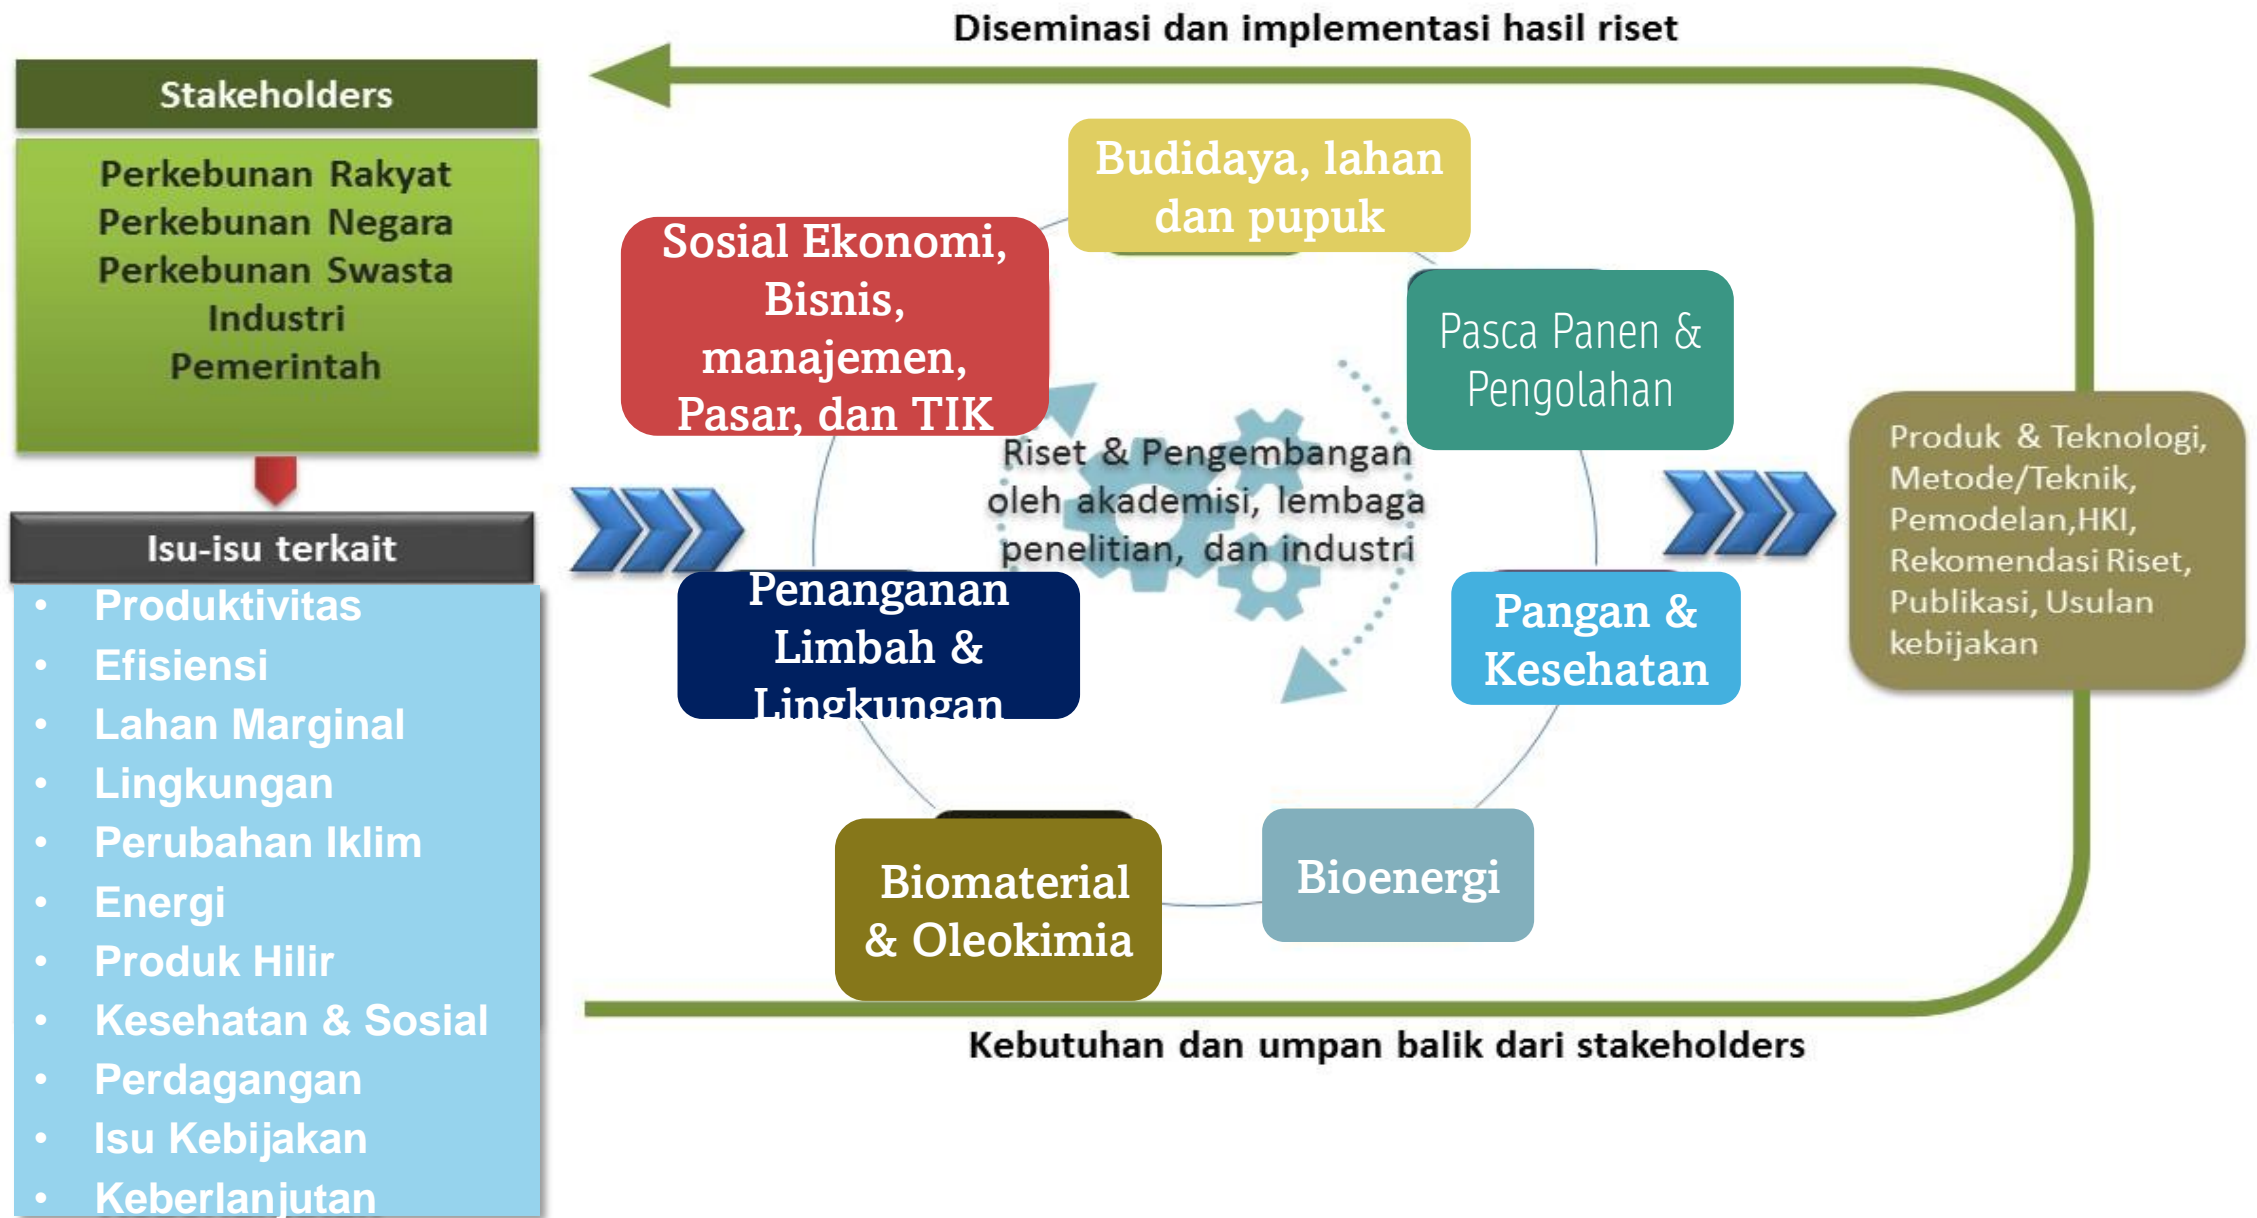 Diseminasi dan implementasi hasil riset
Stakeholders
Perkebunan Rakyat
Perkebunan Negara
Perkebunan Swasta
Industri
Pemerintah
Isu-isu terkait
• Produktivitas
• Efisiensi
• Lahan Marginal
• Lingkungan
• Perubahan Iklim
• Energi
• Produk Hilir
• Kesehatan & Sosial
• Perdagangan
• Isu Kebijakan
• Keberlanjutan
Budidaya, lahan
dan pupuk
Sosial Ekonomi,
Bisnis,
manajemen,
Pasar, dan TIK
Pasca Panen &
Pengolahan
Riset & Pengembangan
oleh akademisi, lembaga
penelitian, dan industri
Penanganan
Limbah &
Lingkungan
Pangan &
Kesehatan
Biomaterial
& Oleokimia
Bioenergi
Produk & Teknologi,
Metode/Teknik,
Pemodelan,HKI,
Rekomendasi Riset,
Publikasi, Usulan
kebijakan
Kebutuhan dan umpan balik dari stakeholders